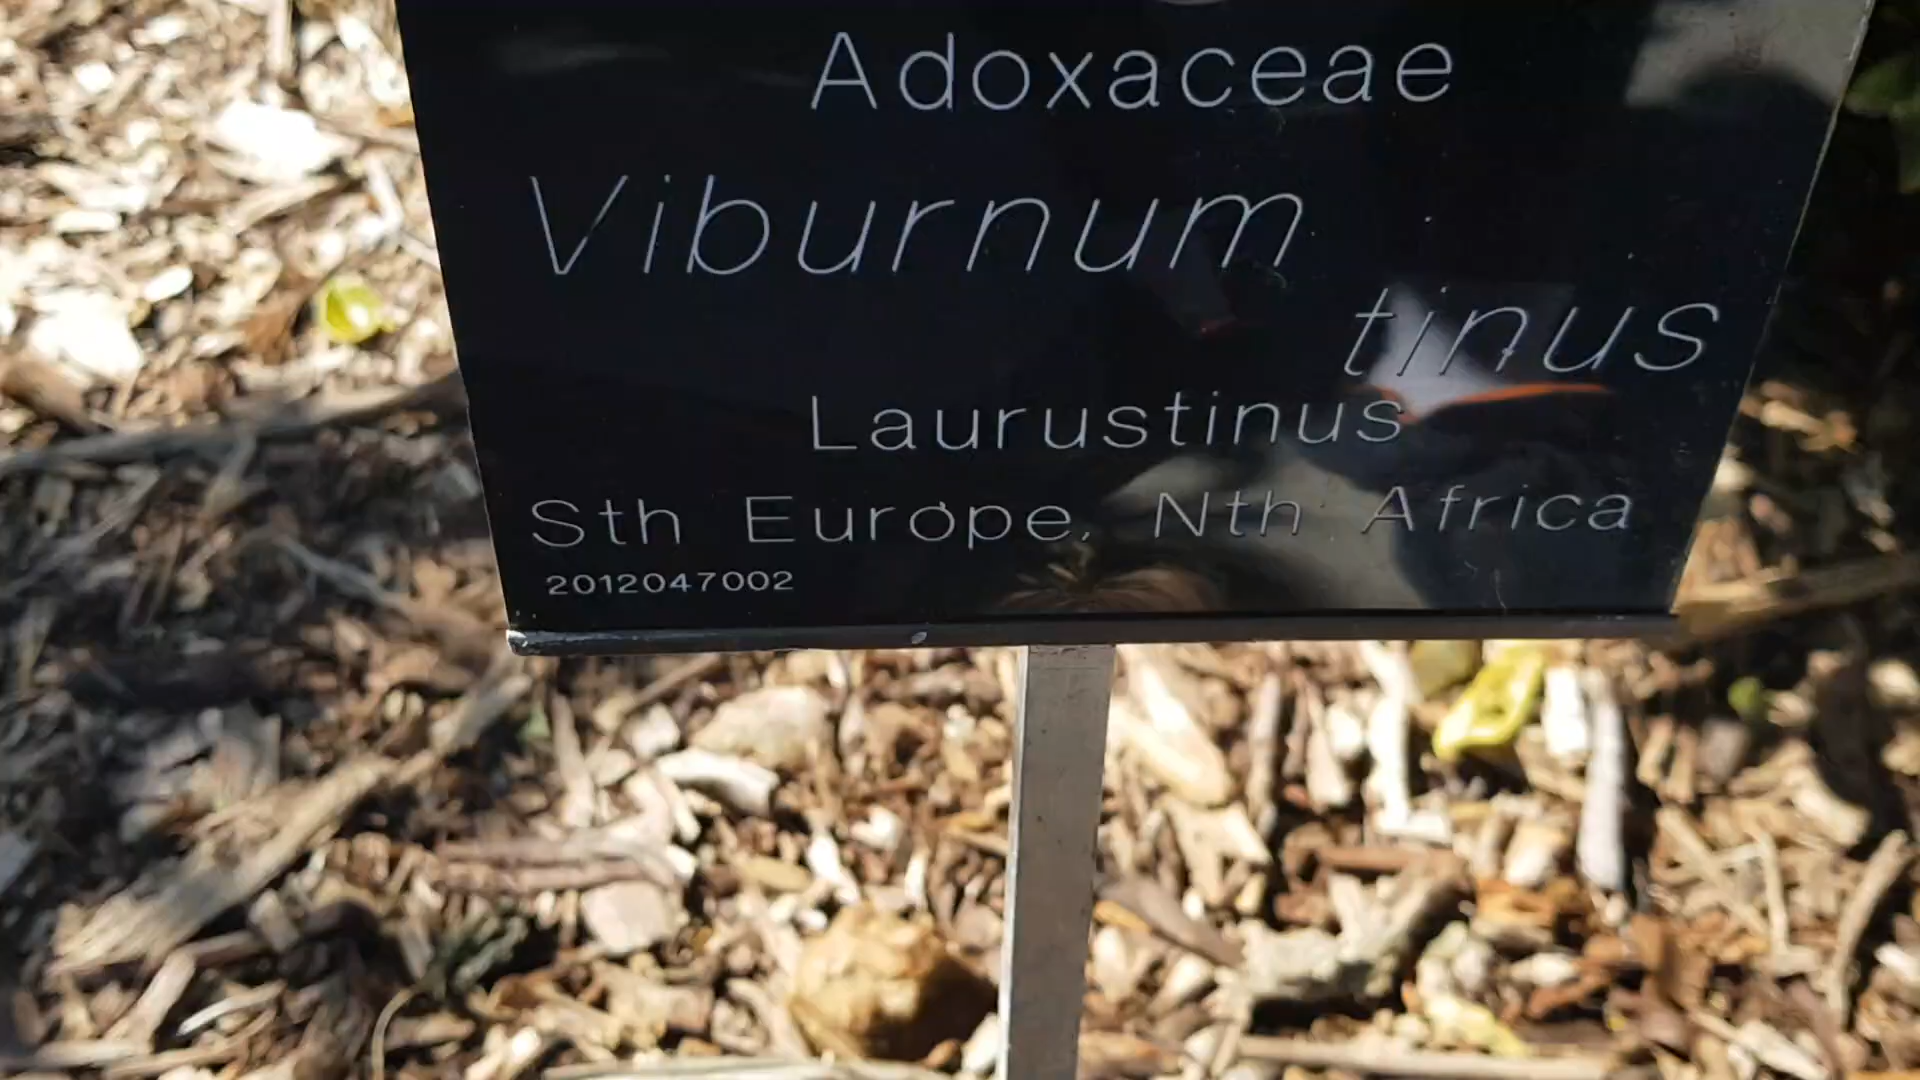 Adoxaceae
Viburnum
tinus
Laurustinus
Sth Europe, Nth Africa
2012047002